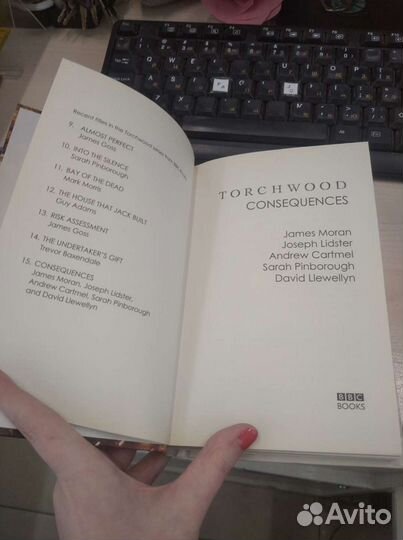 Recent titles in the Torchwood series from BBC Books
9. ALMOST PERFECT
James Goss
10. INTO THE SILENCE
Sarah Pinborough
11. BAY OF THE DEAD
Mark Morris
12. THE HOUSE THAT JACK BUILT
Guy Adams
13. RISK ASSESSMENT
James Goss
14. THE UNDERTAKER'S GIFT
Trevor Baxendale
15. CONSEQUENCES
James Moran, Joseph Lidster,
Andrew Cartmel, Sarah Pinborough
and David Llewellyn
TORCHWOOD
CONSEQUENCES
James Moran
Joseph Lidster
Andrew Cartmel
Sarah Pinborough
David Llewellyn
BBC
BOOKS
Avito